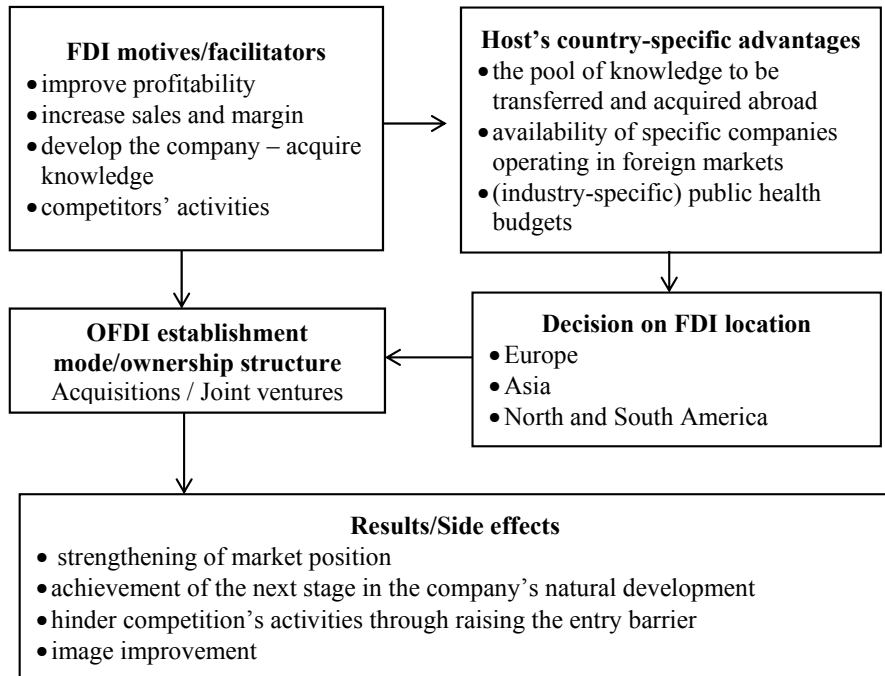 FDI motives/facilitators
• improve profitability
• increase sales and margin
• develop the company – acquire
knowledge
• competitors’ activities
Host’s country-specific advantages
• the pool of knowledge to be
transferred and acquired abroad
• availability of specific companies
operating in foreign markets
• (industry-specific) public health
budgets
OFDI establishment
mode/ownership structure
Acquisitions / Joint ventures
Decision on FDI location
• Europe
• Asia
• North and South America
Results/Side effects
• strengthening of market position
• achievement of the next stage in the company’s natural development
• hinder competition’s activities through raising the entry barrier
• image improvement